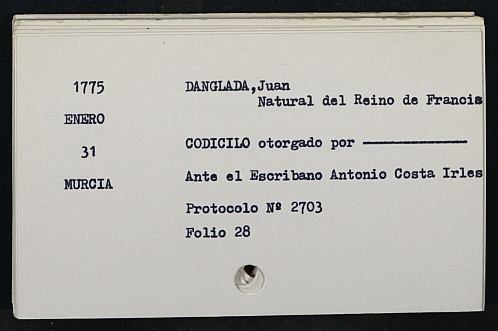 1775
DANGLADA,Juan
Natural del Reino de Francia
ENERO
31
CODICILO otorgado por
MURCIA
Ante el Escribano Antonio Costa Irles
Protocolo Nº 2703
Folio 28